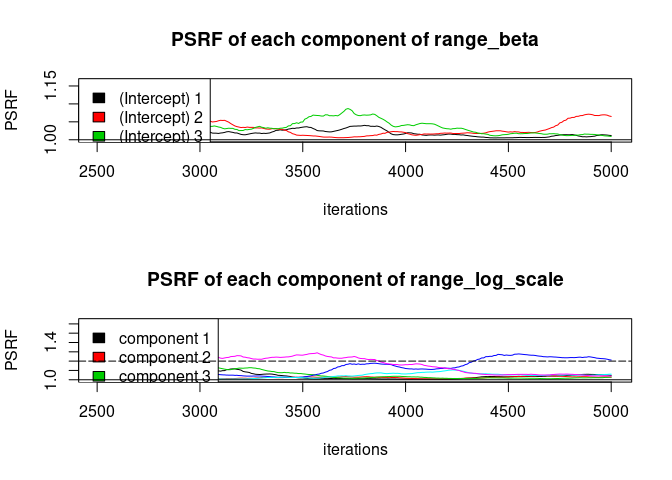 PSRF of each component of range_beta
PSRF
1.00 1.15
(Intercept) 1
(Intercept) 2
(Intercept) 3
2500 3000 3500 4000 4500 5000
iterations
PSRF of each component of range_log_scale
PSRF
1.0 1.4
component 1
component 2
component 3
2500 3000 3500 4000 4500 5000
iterations